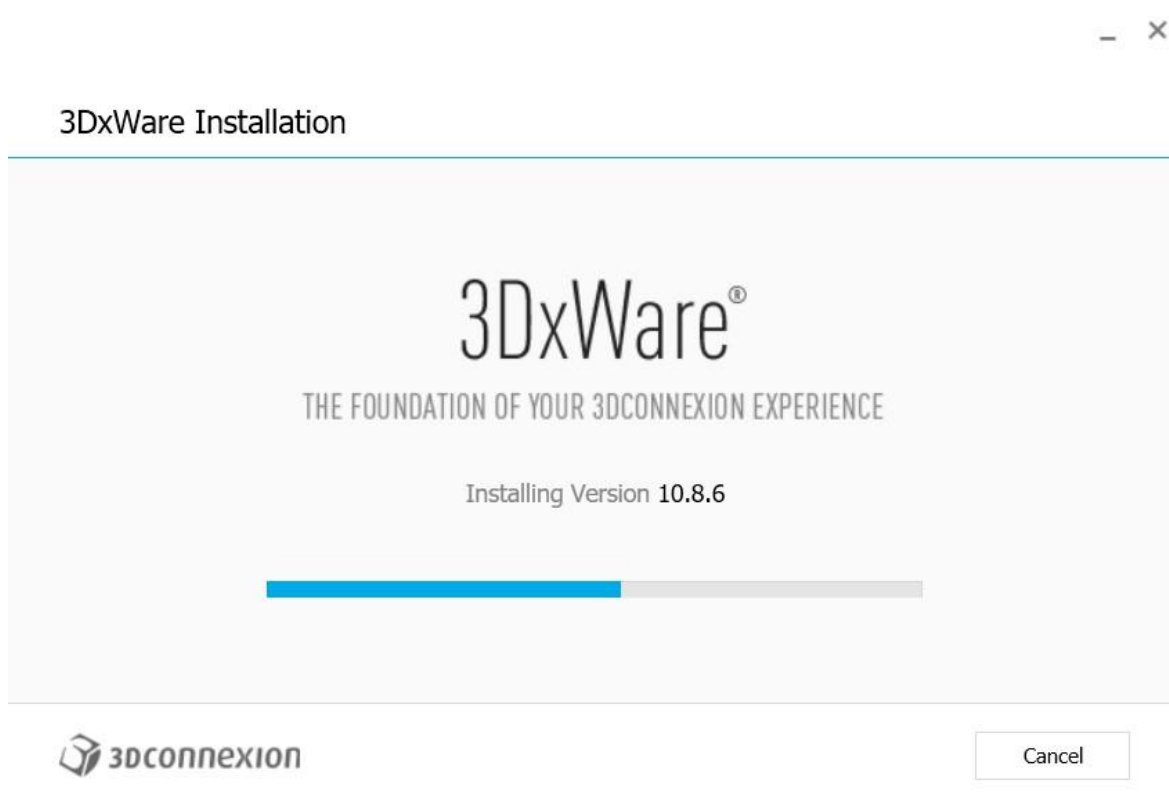 3DxWare Installation
3DxWare®
THE FOUNDATION OF YOUR 3DCONNEXION EXPERIENCE
Installing Version 10.8.6
3Dconnexion
Cancel